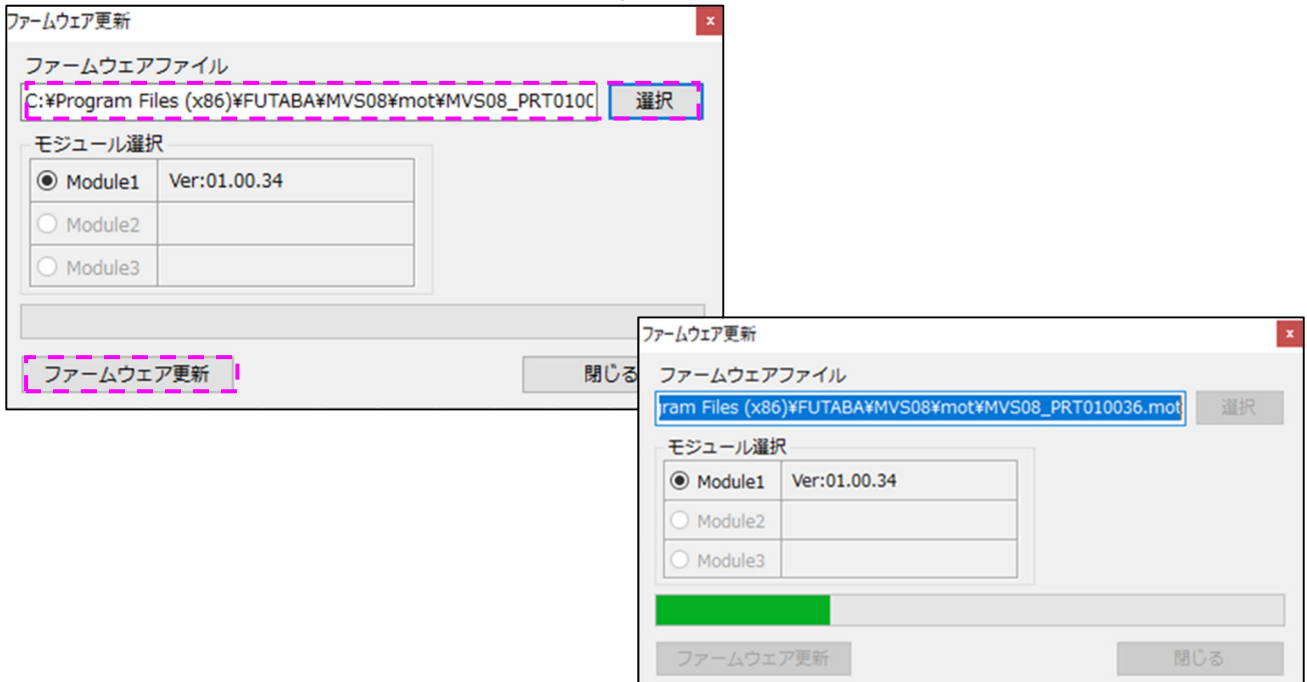 ファームウェア更新
x
ファームウェアファイル
C:¥Program Files (x86)¥FUTABA¥MVS08¥mot¥MVS08_PRT010C 選択
モジュール選択
Module1 Ver:01.00.34
Module2
Module3
ファームウェア更新 閉じる
ファームウェア更新
x
ファームウェアファイル
gram Files (x86)¥FUTABA¥MVS08¥mot¥MVS08_PRT010036.mot 選択
モジュール選択
Module1 Ver:01.00.34
Module2
Module3
ファームウェア更新 閉じる